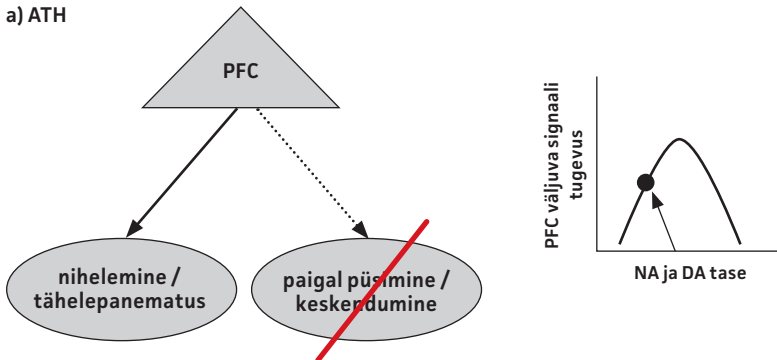 a) ATH
PFC
nihelemine /
tähelepanematus
paigal püsimine /
keskendumine
PFC väljuva signaali
tugevus
NA ja DA tase